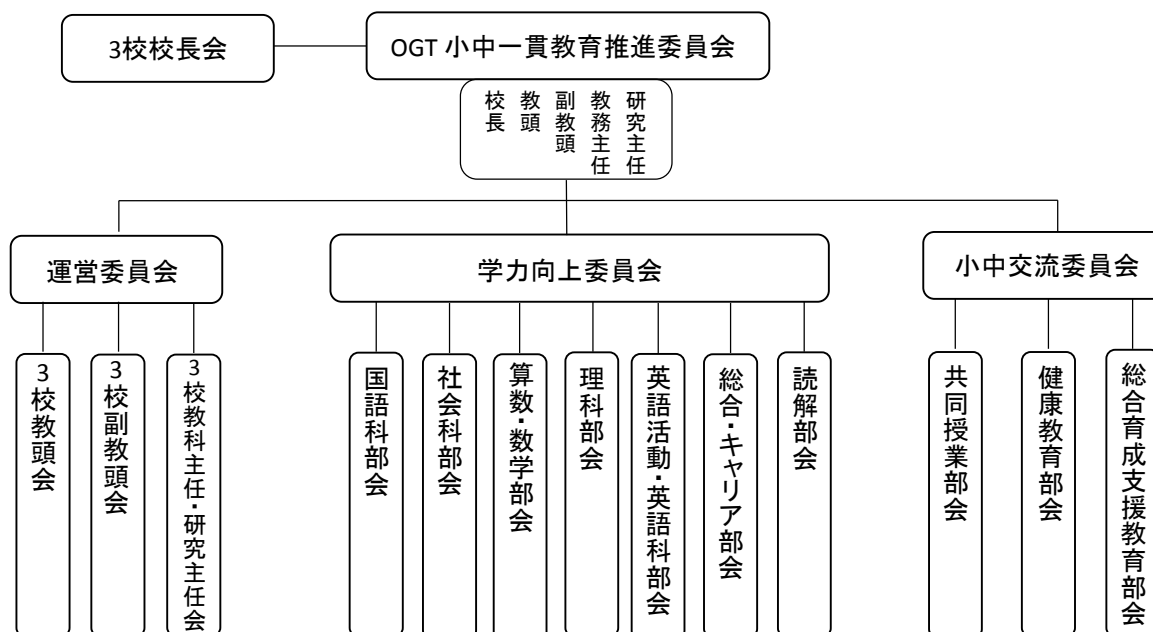 3校校長会
OGT 小中一貫教育推進委員会
校長
教頭
副教頭
教務主任
研究主任
運営委員会
学力向上委員会
小中交流委員会
3校教頭会
3校副教頭会
3校教科主任・研究主任会
国語科部会
社会科部会
算数・数学部会
理科部会
英語活動・英語科部会
総合・キャリア部会
読解部会
共同授業部会
健康教育部会
総合育成支援教育部会